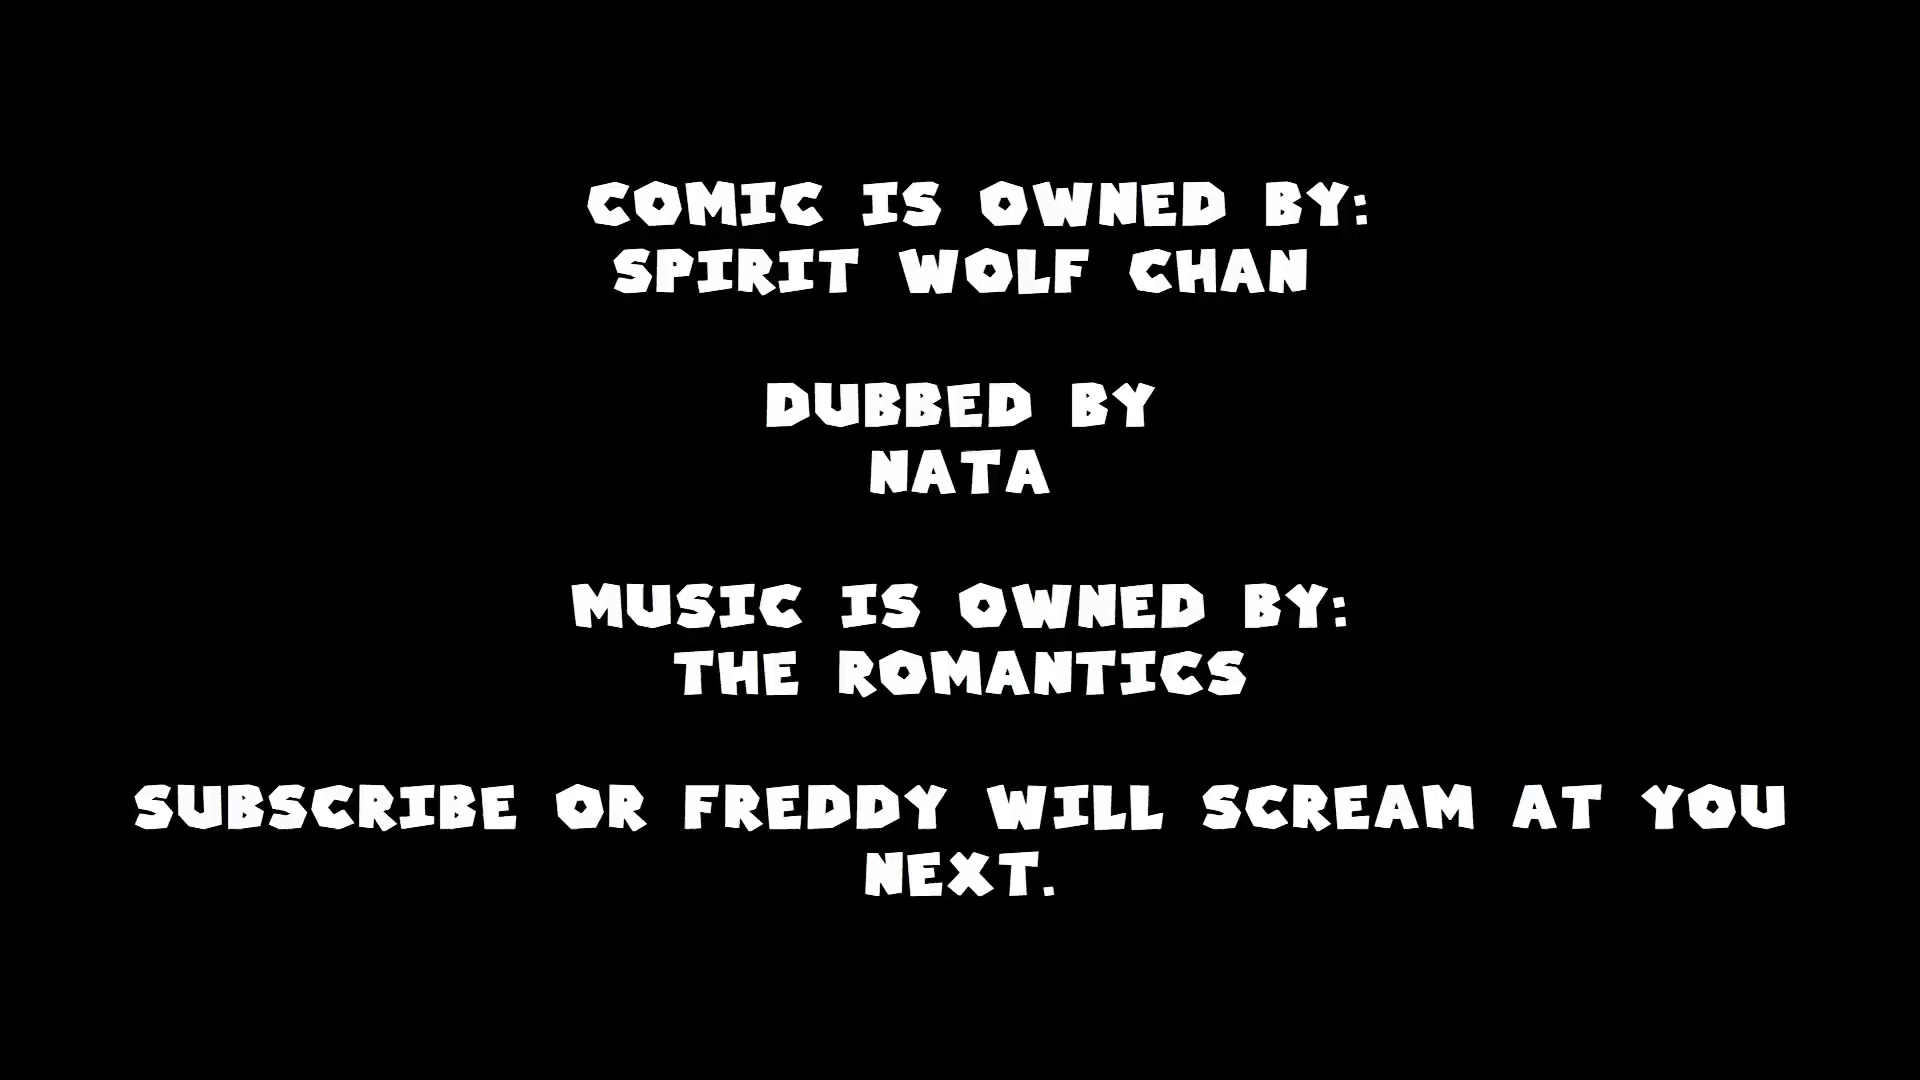 COMIC IS OWNED BY:
SPIRIT WOLF CHAN
DUBBED BY
NATA
MUSIC IS OWNED BY:
THE ROMANTICS
SUBSCRIBE OR FREDDY WILL SCREAM AT YOU
NEXT.